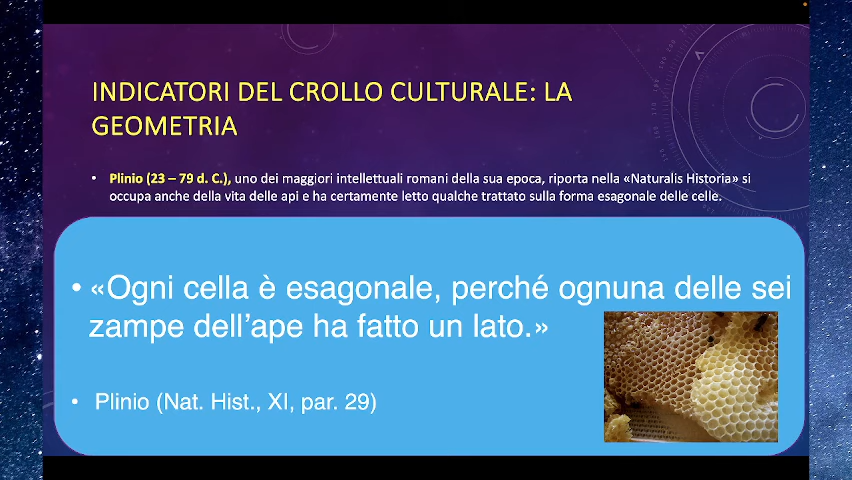 INDICATORI DEL CROLLO CULTURALE: LA
GEOMETRIA
• Plinio (23 – 79 d. C.), uno dei maggiori intellettuali romani della sua epoca, riporta nella «Naturalis Historia» si
occupa anche della vita delle api e ha certamente letto qualche trattato sulla forma esagonale delle celle.
• «Ogni cella è esagonale, perché ognuna delle sei
zampe dell’ape ha fatto un lato.»
• Plinio (Nat. Hist., XI, par. 29)